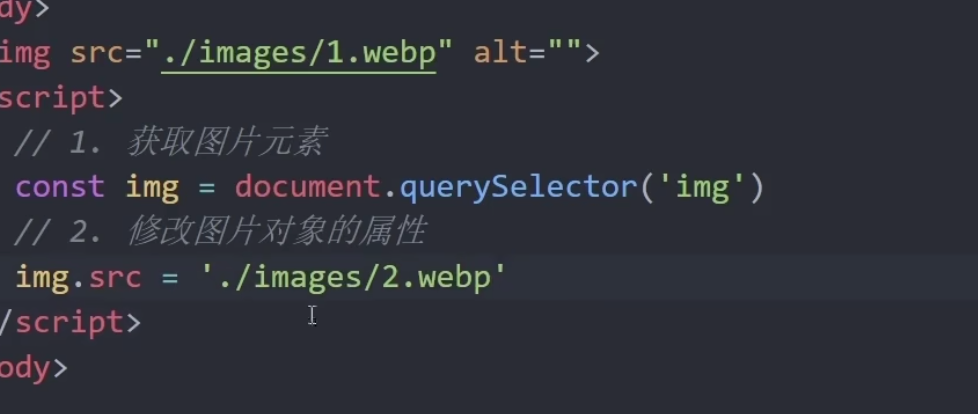 dy>
img src="./images/1.webp" alt="">
script>
// 1. 获取图片元素
const img = document.querySelector('img')
// 2. 修改图片对象的属性
img.src = './images/2.webp'
/script>
ody>